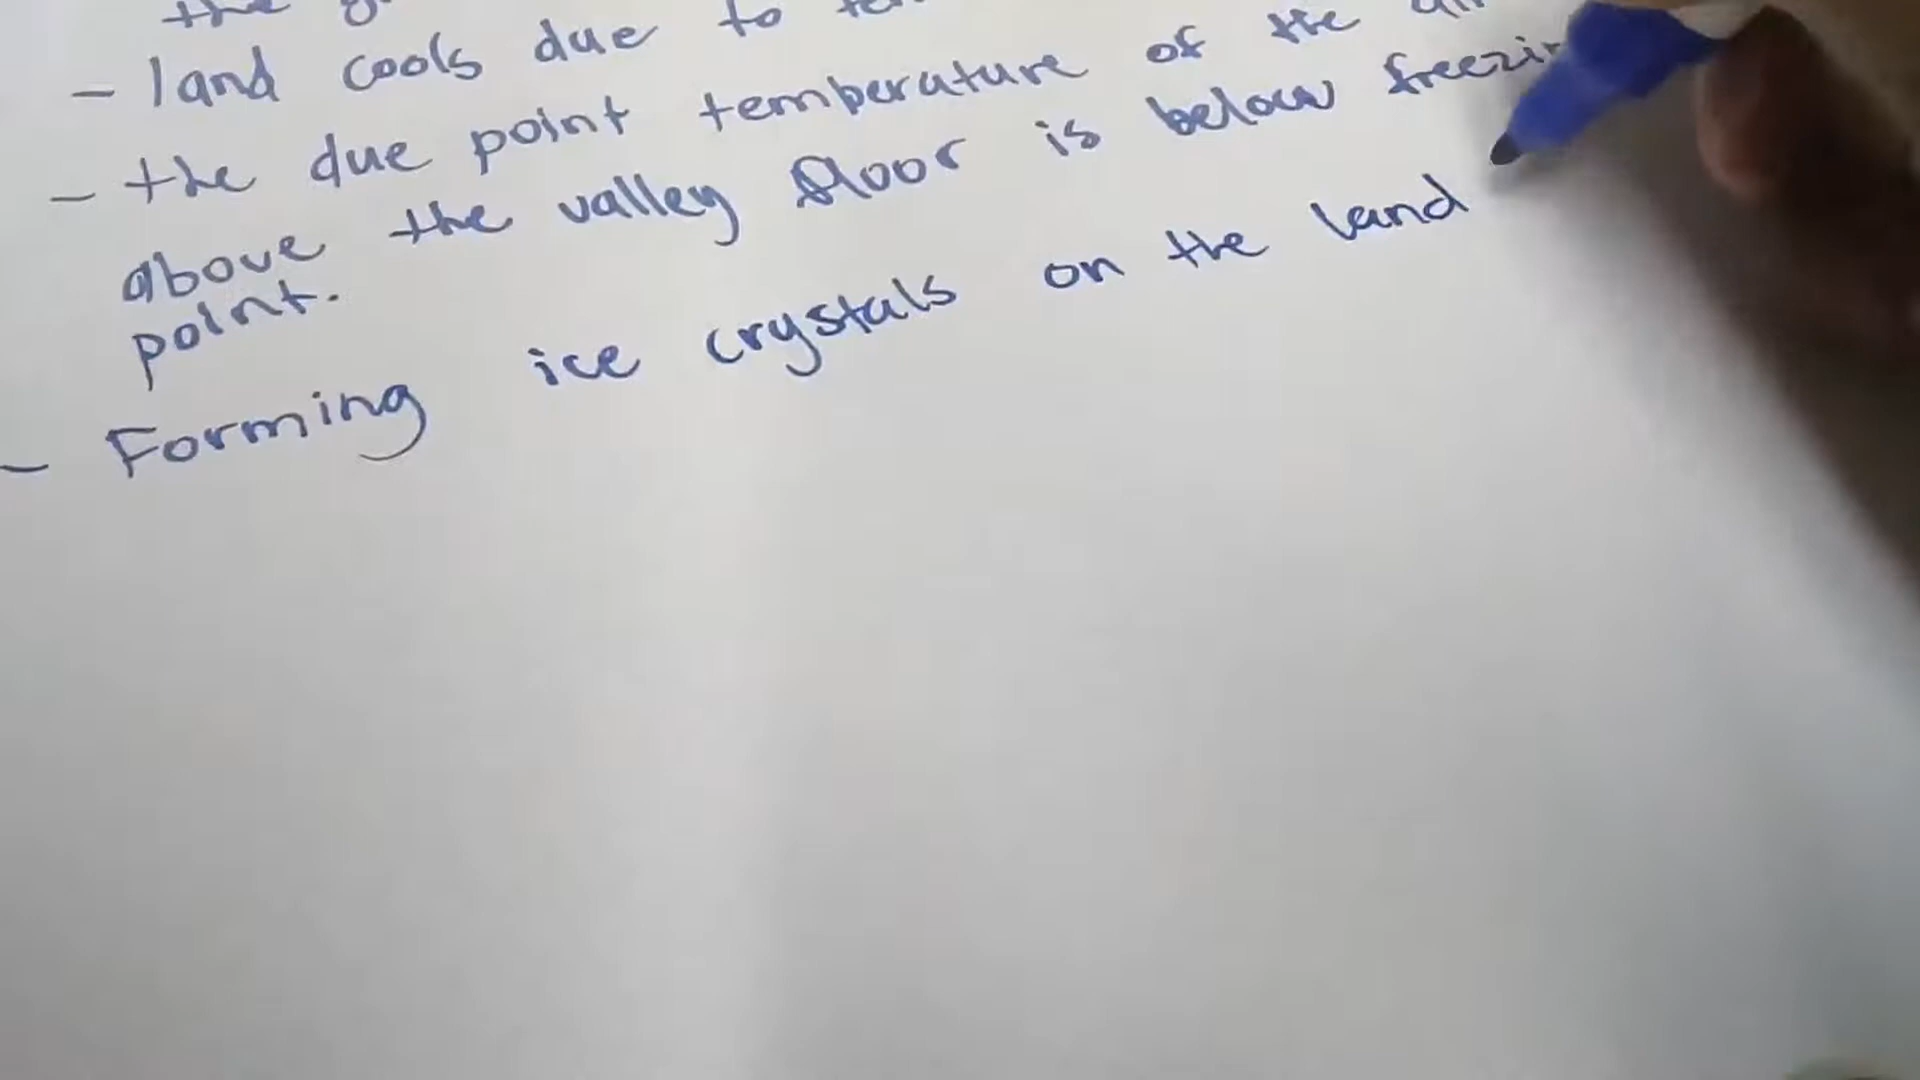 the
- land cools due to
- the due point temperature of the
above the valley floor is below
point.
- Forming ice crystals on the land